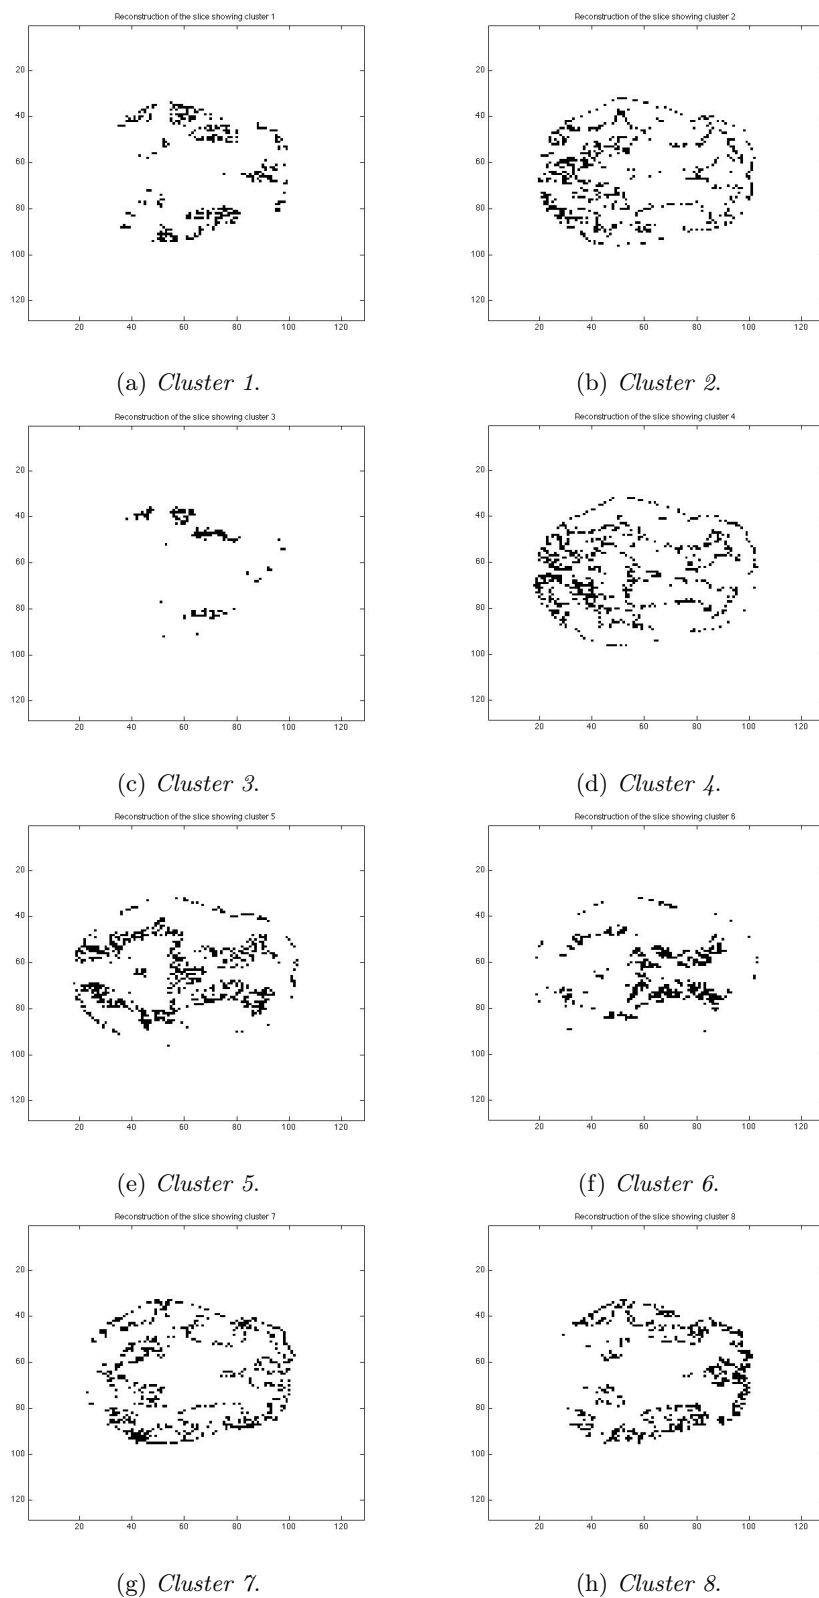 Reconstruction of the slice showing cluster 1
20
40
60
80
100
120
20 40 60 80 100 120
(a) Cluster 1.
Reconstruction of the slice showing cluster 2
20
40
60
80
100
120
20 40 60 80 100 120
(b) Cluster 2.
Reconstruction of the slice showing cluster 3
20
40
60
80
100
120
20 40 60 80 100 120
(c) Cluster 3.
Reconstruction of the slice showing cluster 4
20
40
60
80
100
120
20 40 60 80 100 120
(d) Cluster 4.
Reconstruction of the slice showing cluster 5
20
40
60
80
100
120
20 40 60 80 100 120
(e) Cluster 5.
Reconstruction of the slice showing cluster 6
20
40
60
80
100
120
20 40 60 80 100 120
(f) Cluster 6.
Reconstruction of the slice showing cluster 7
20
40
60
80
100
120
20 40 60 80 100 120
(g) Cluster 7.
Reconstruction of the slice showing cluster 8
20
40
60
80
100
120
20 40 60 80 100 120
(h) Cluster 8.